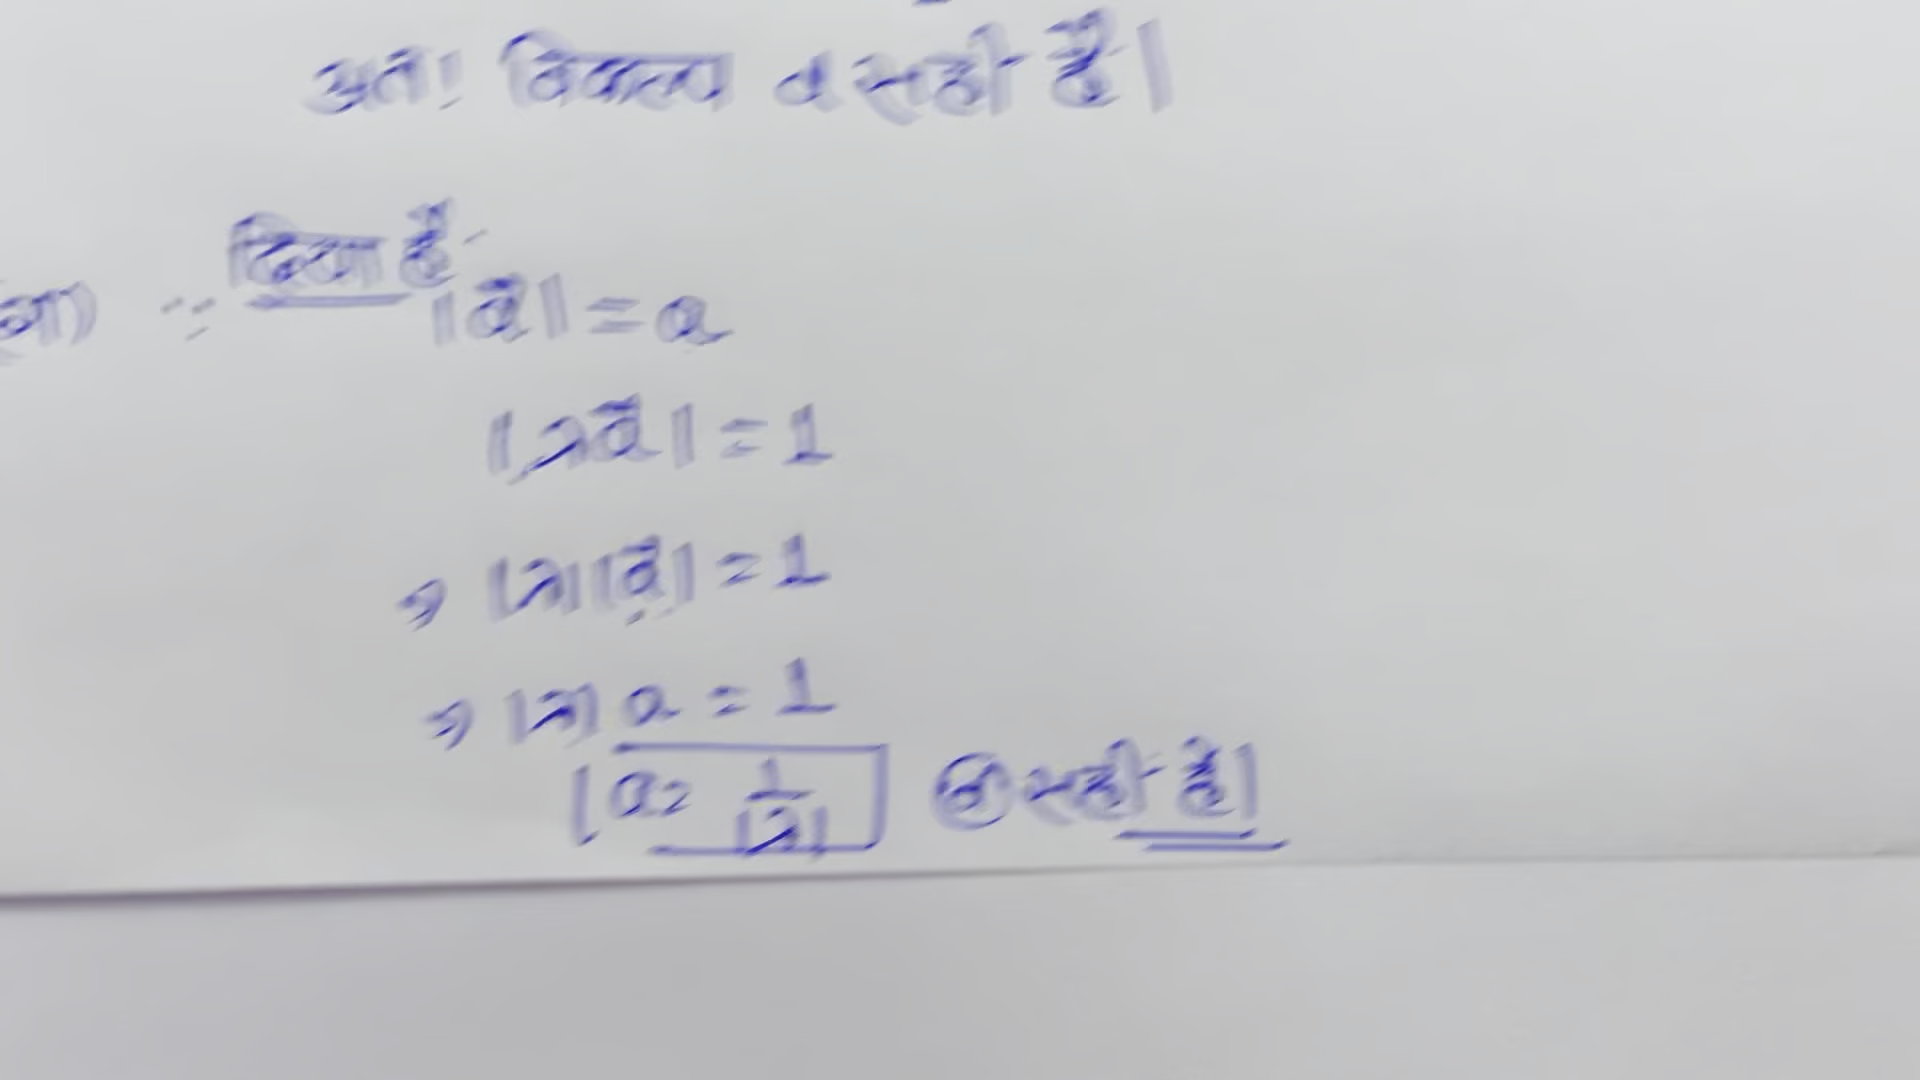 अतः विकल्प d सही है।
दिया है-
|a⃗| = a
|λa⃗| = 1
⇒ |λ||a⃗| = 1
⇒ |λ| a = 1
a = 1/|λ| सही है।